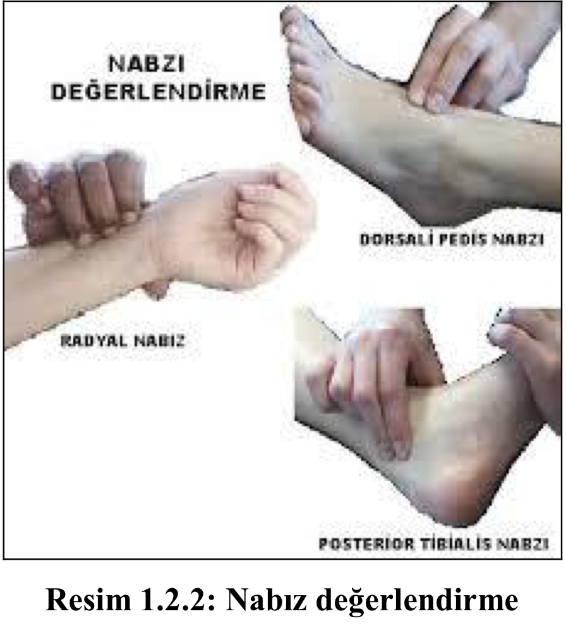 NABZI
DEĞERLENDİRME
DORSALİ PEDİS NABZI
RADYAL NABIZ
POSTERIOR TİBİALİS NABZI
Resim 1.2.2: Nabız değerlendirme